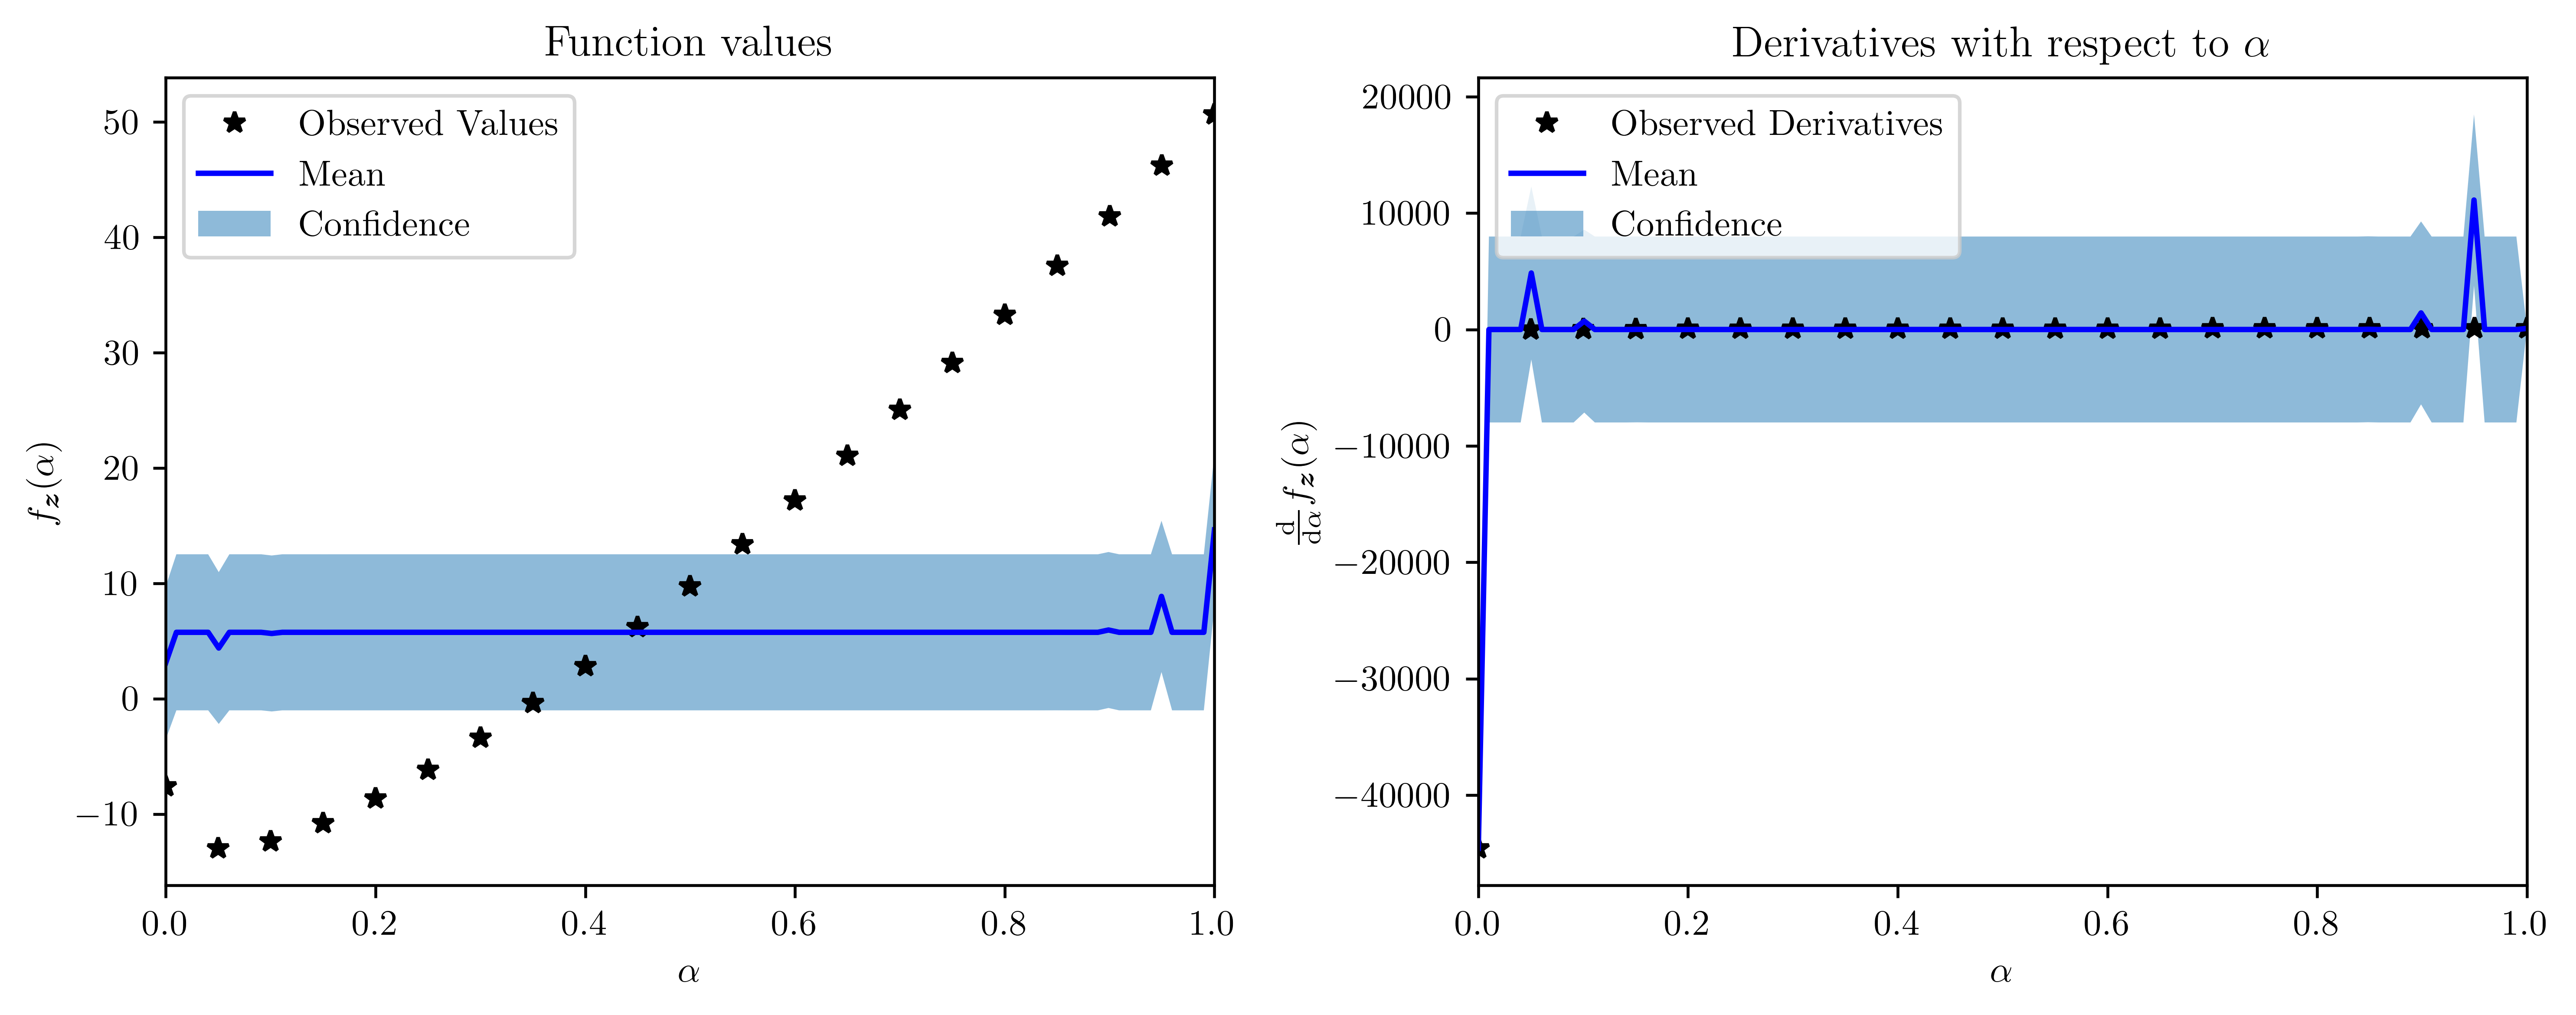 Function values
50
40
30
20
10
0
−10
f_z(α)
Observed Values
Mean
Confidence
0.0 0.2 0.4 0.6 0.8 1.0
α
Derivatives with respect to α
20000
10000
0
−10000
−20000
−30000
−40000
d/dα f_z(α)
Observed Derivatives
Mean
Confidence
0.0 0.2 0.4 0.6 0.8 1.0
α